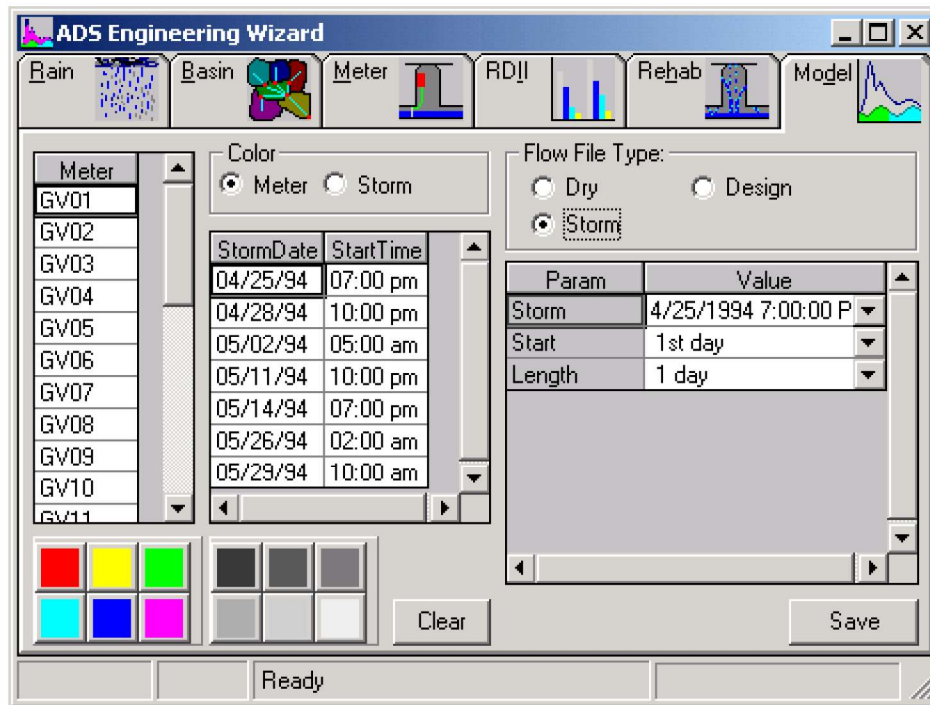 ADS Engineering Wizard
Rain Basin Meter RDII Rehab Model
Meter
GV01
GV02
GV03
GV04
GV05
GV06
GV07
GV08
GV09
GV10
GV11
Color
Meter Storm
StormDate StartTime
04/25/94 07:00 pm
04/28/94 10:00 pm
05/02/94 05:00 am
05/11/94 10:00 pm
05/14/94 07:00 pm
05/26/94 02:00 am
05/29/94 10:00 am
Clear
Flow File Type:
Dry Design
Storm
Param Value
Storm 4/25/1994 7:00:00 P
Start 1st day
Length 1 day
Save
Ready